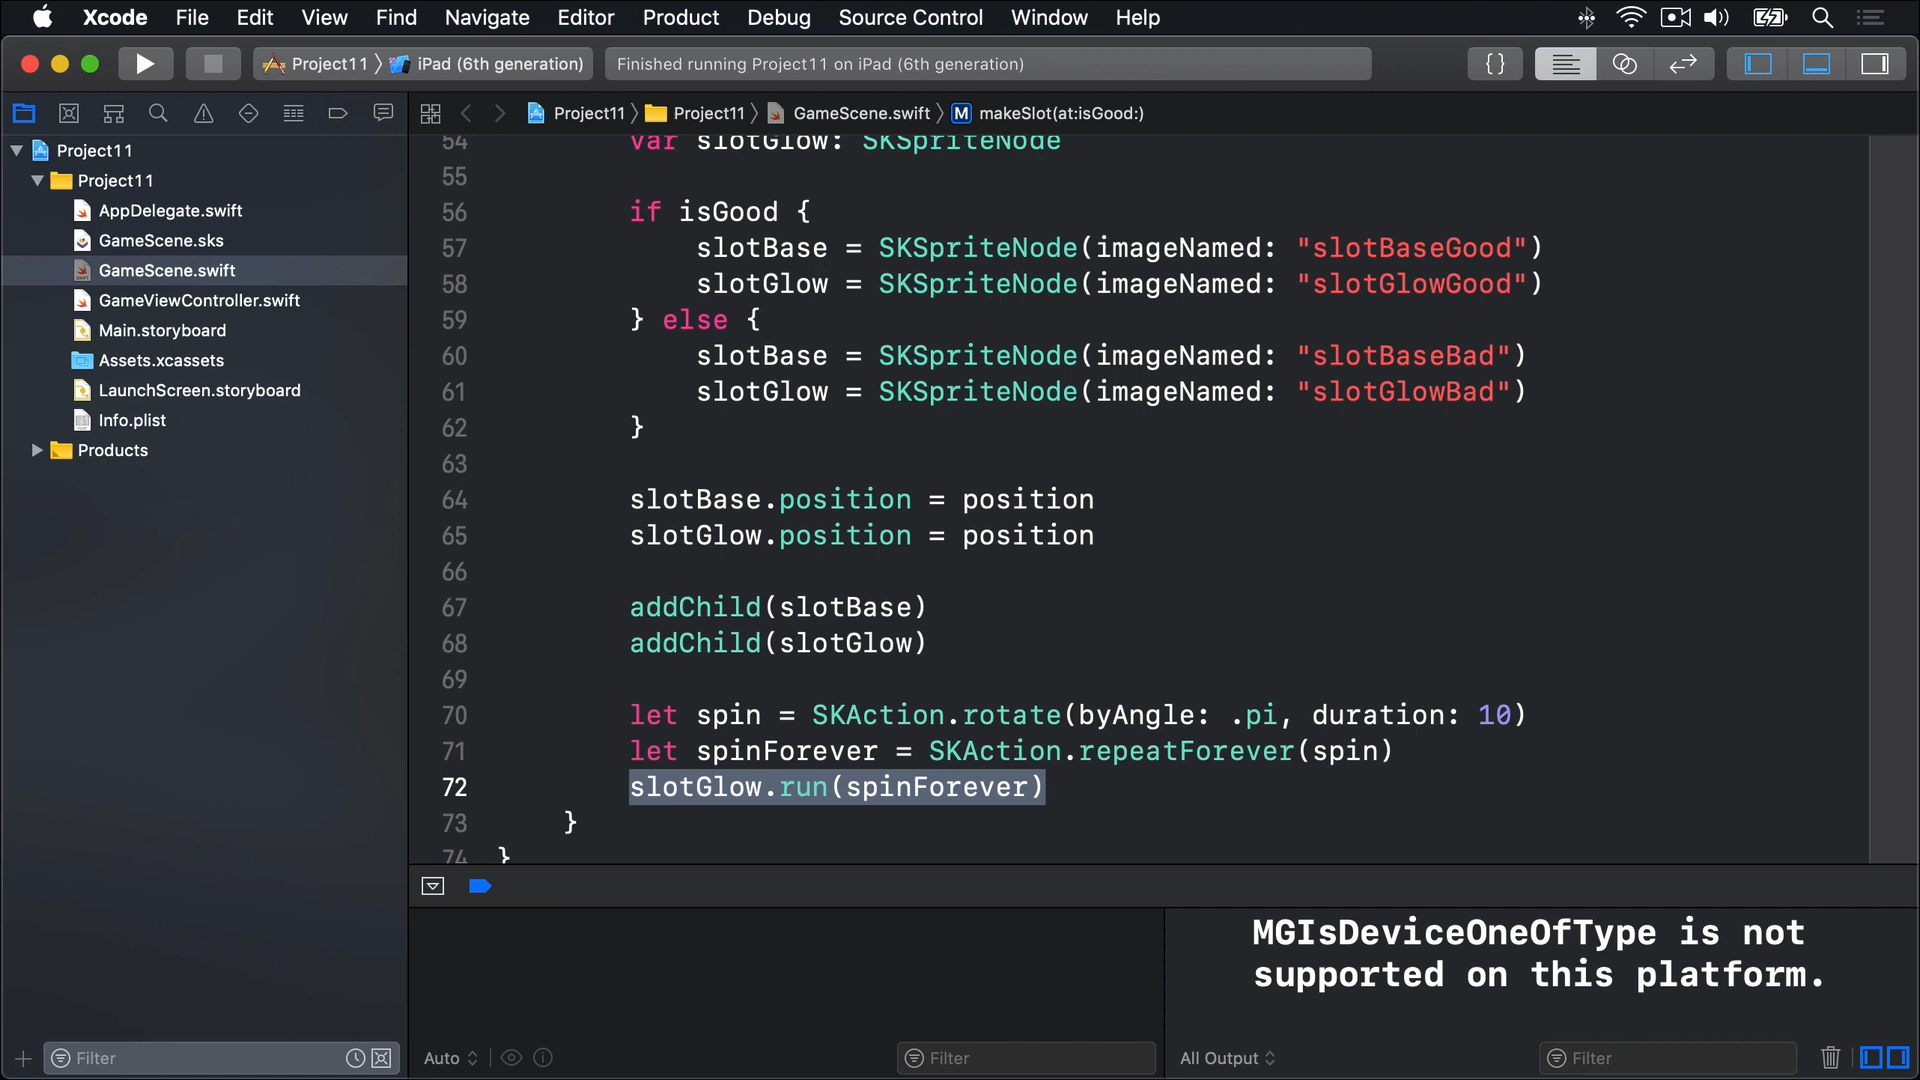 Xcode File Edit View Find Navigate Editor Product Debug Source Control Window Help
Project11 iPad (6th generation) Finished running Project11 on iPad (6th generation) {}
Project11 Project11 GameScene.swift M makeSlot(at:isGood:)
Project11
Project11
AppDelegate.swift
GameScene.sks
GameScene.swift
GameViewController.swift
Main.storyboard
Assets.xcassets
LaunchScreen.storyboard
Info.plist
Products
54 var slotGlow: SKSpriteNode
55
56 if isGood {
57 slotBase = SKSpriteNode(imageNamed: "slotBaseGood")
58 slotGlow = SKSpriteNode(imageNamed: "slotGlowGood")
59 } else {
60 slotBase = SKSpriteNode(imageNamed: "slotBaseBad")
61 slotGlow = SKSpriteNode(imageNamed: "slotGlowBad")
62 }
63
64 slotBase.position = position
65 slotGlow.position = position
66
67 addChild(slotBase)
68 addChild(slotGlow)
69
70 let spin = SKAction.rotate(byAngle: .pi, duration: 10)
71 let spinForever = SKAction.repeatForever(spin)
72 slotGlow.run(spinForever)
73 }
74 }
MGIsDeviceOneOfType is not
supported on this platform.
Filter Auto Filter All Output Filter